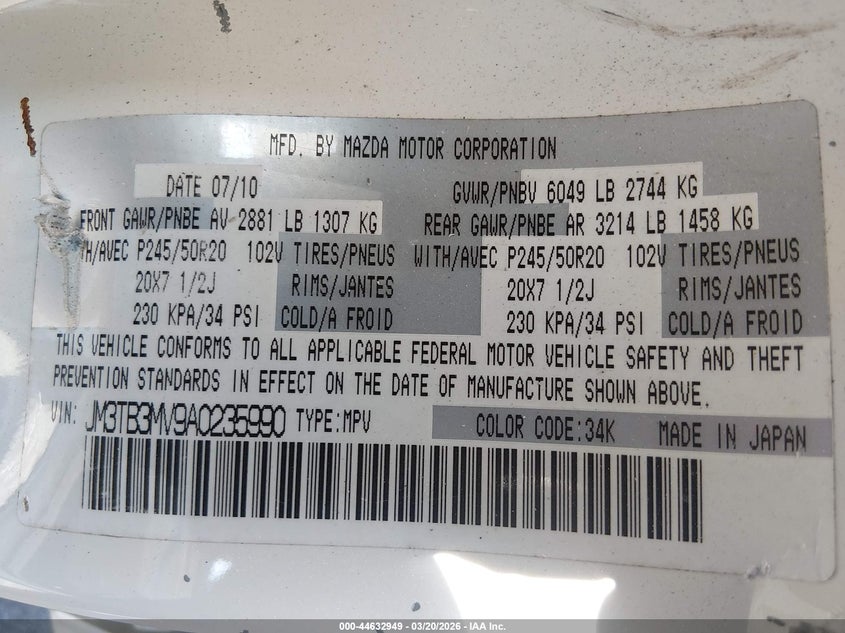 MFD. BY MAZDA MOTOR CORPORATION
DATE 07/10 GVWR/PNBV 6049 LB 2744 KG
FRONT GAWR/PNBE AV 2881 LB 1307 KG REAR GAWR/PNBE AR 3214 LB 1458 KG
TH/AVEC P245/50R20 102V TIRES/PNEUS WITH/AVEC P245/50R20 102V TIRES/PNEUS
20X7 1/2J RIMS/JANTES 20X7 1/2J RIMS/JANTES
230 KPA/34 PSI COLD/A FROID 230 KPA/34 PSI COLD/A FROID
THIS VEHICLE CONFORMS TO ALL APPLICABLE FEDERAL MOTOR VEHICLE SAFETY AND THEFT
PREVENTION STANDARDS IN EFFECT ON THE DATE OF MANUFACTURE SHOWN ABOVE.
VIN: JM3TB3MV9A0235990 TYPE:MPV COLOR CODE:34K MADE IN JAPAN
000-44632949 - 03/20/2026 - IAA Inc.